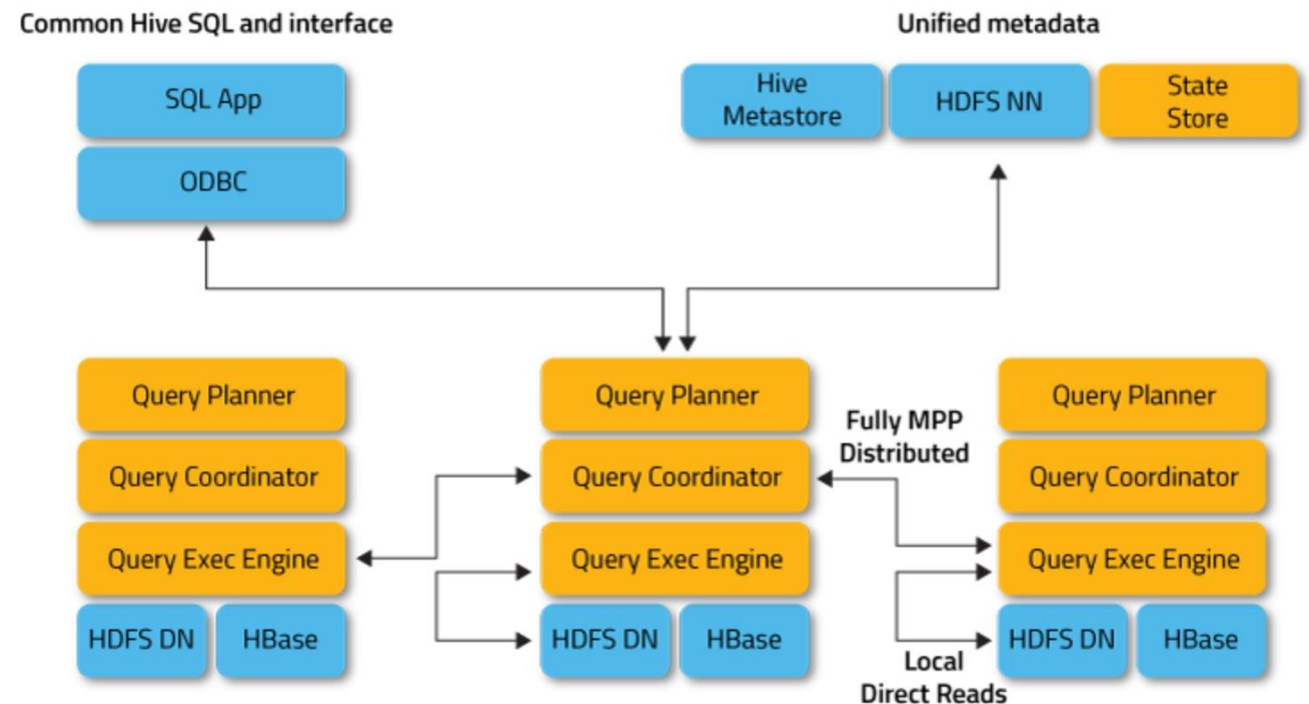 Common Hive SQL and interface
Unified metadata
SQL App
ODBC
Hive
Metastore
HDFS NN
State
Store
Query Planner
Query Coordinator
Query Exec Engine
HDFS DN
HBase
Query Planner
Query Coordinator
Query Exec Engine
HDFS DN
HBase
Fully MPP
Distributed
Query Planner
Query Coordinator
Query Exec Engine
HDFS DN
HBase
Local
Direct Reads